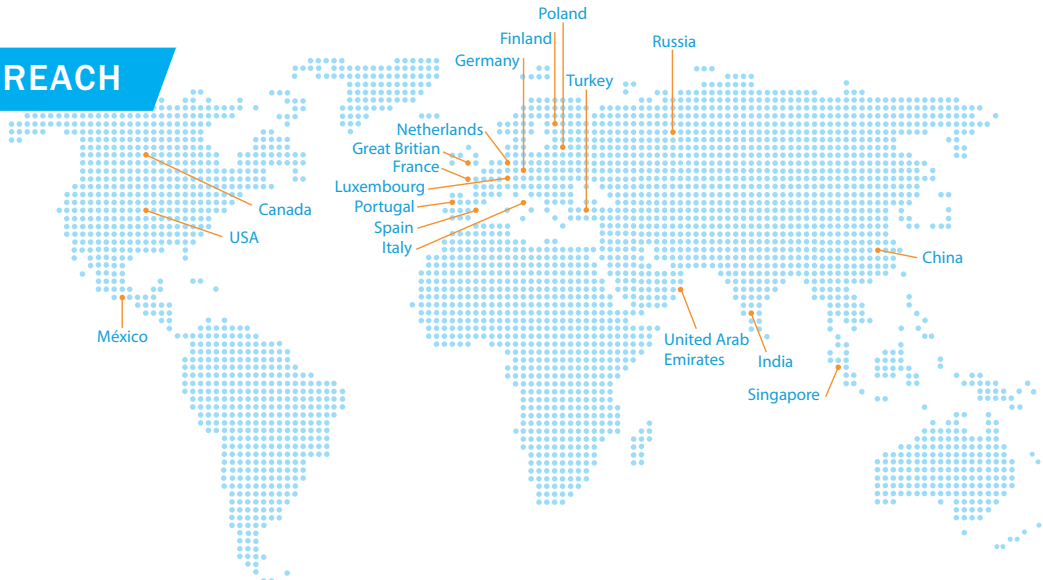 REACH
Poland
Finland
Russia
Germany
Turkey
Netherlands
Great Britian
France
Luxembourg
Canada
Portugal
Spain
USA
Italy
China
México
United Arab
Emirates
India
Singapore